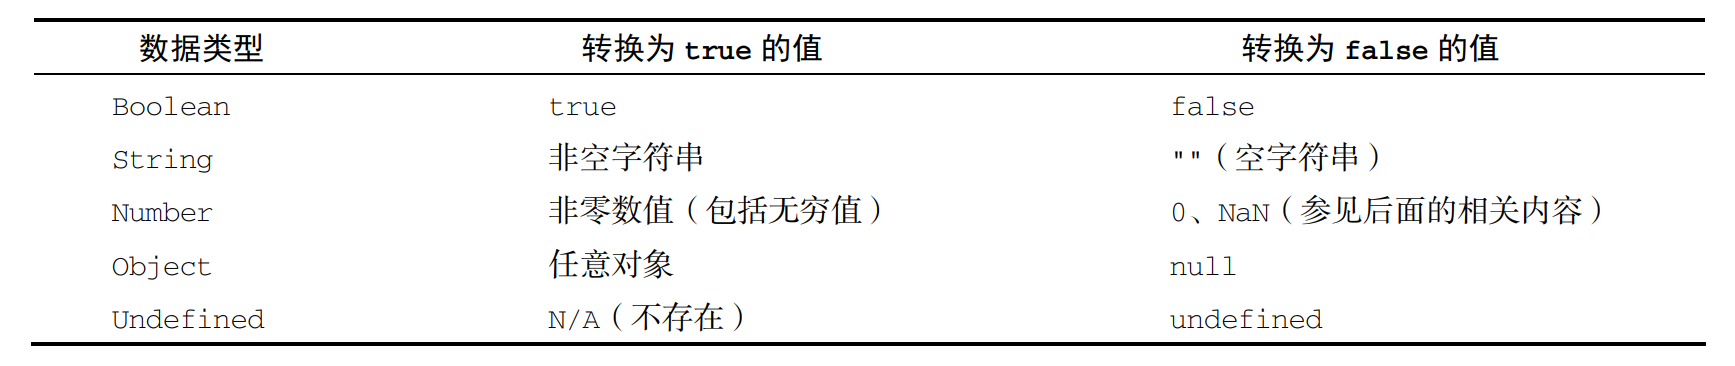 数据类型 转换为 true 的值 转换为 false 的值
Boolean true false
String 非空字符串 ""（空字符串）
Number 非零数值（包括无穷值） 0、NaN（参见后面的相关内容）
Object 任意对象 null
Undefined N/A（不存在） undefined